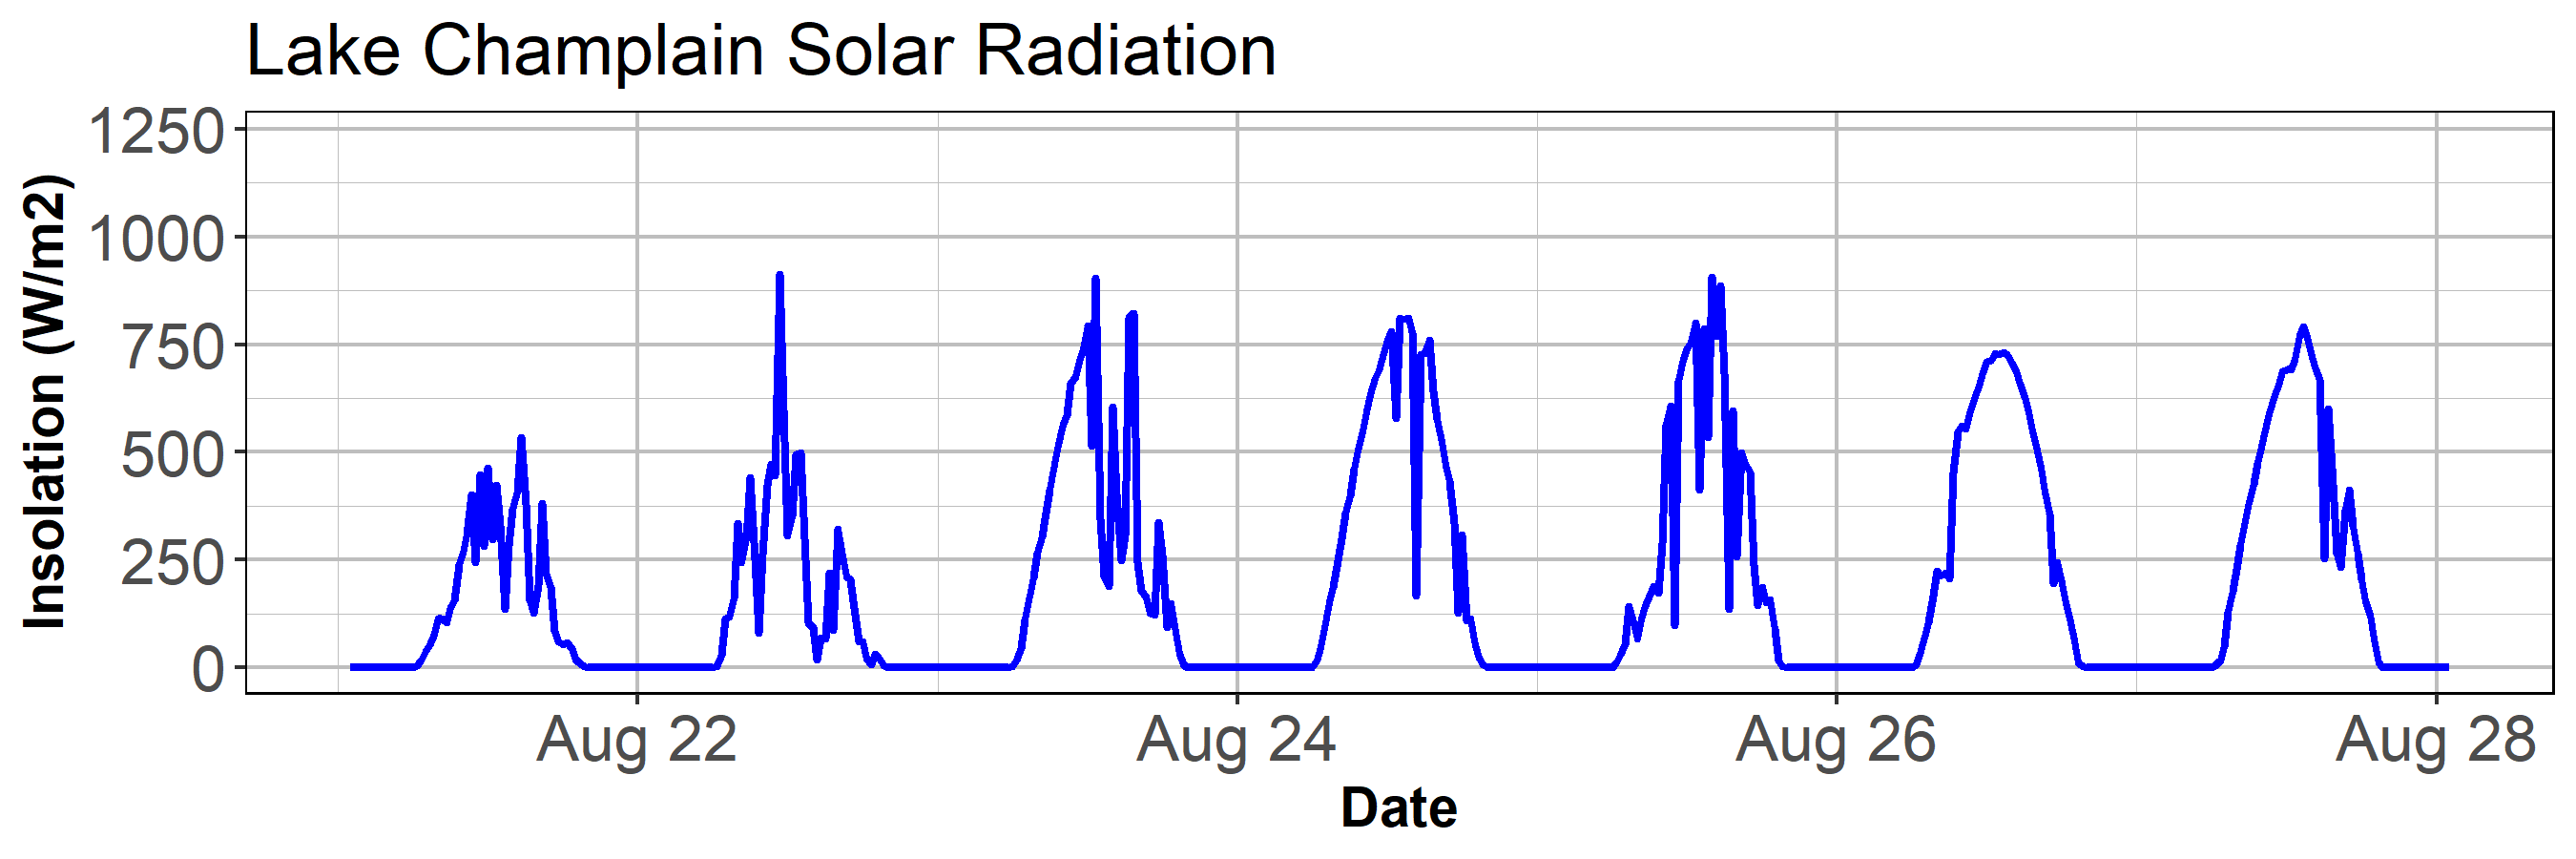 Lake Champlain Solar Radiation
Insolation (W/m2)
1250
1000
750
500
250
0
Aug 22
Aug 24
Aug 26
Aug 28
Date